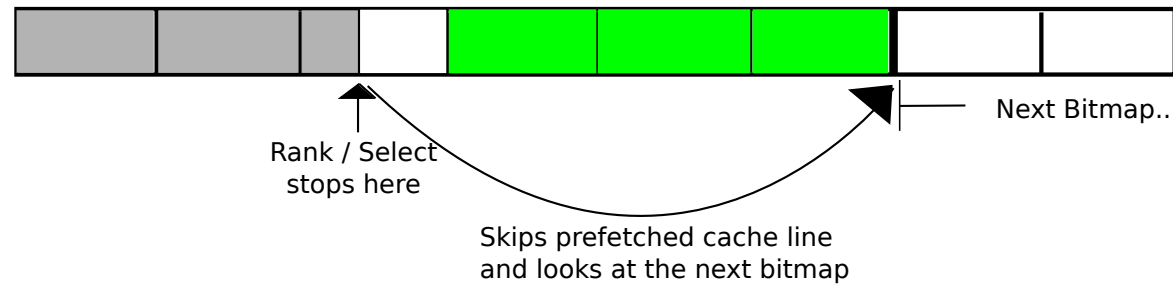 Next Bitmap..
Rank / Select
stops here
Skips prefetched cache line
and looks at the next bitmap